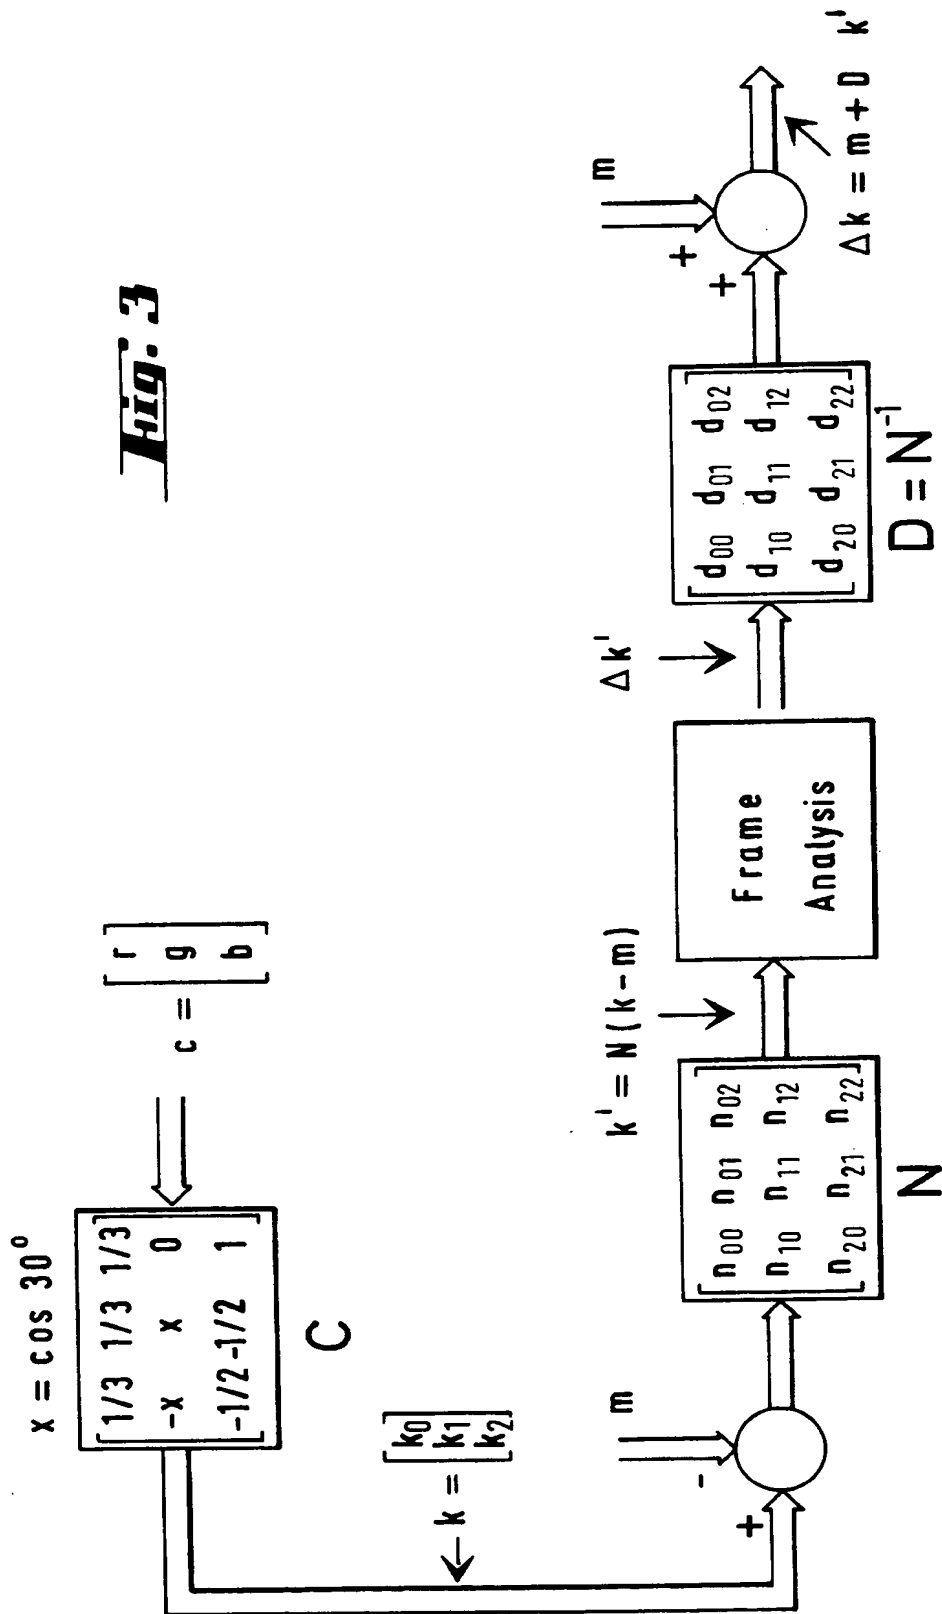 Fig. 3
x = cos 30°
1/3 1/3 1/3
-x x 0
-1/2 -1/2 1
C
c = [ r
g
b ]
k = [ k₀
k₁
k₂ ]
m
-
+
n₀₀ n₀₁ n₀₂
n₁₀ n₁₁ n₁₂
n₂₀ n₂₁ n₂₂
N
k' = N(k-m)
Frame
Analysis
Δk'
d₀₀ d₀₁ d₀₂
d₁₀ d₁₁ d₁₂
d₂₀ d₂₁ d₂₂
D = N⁻¹
m
+
+
Δk = m + D k'